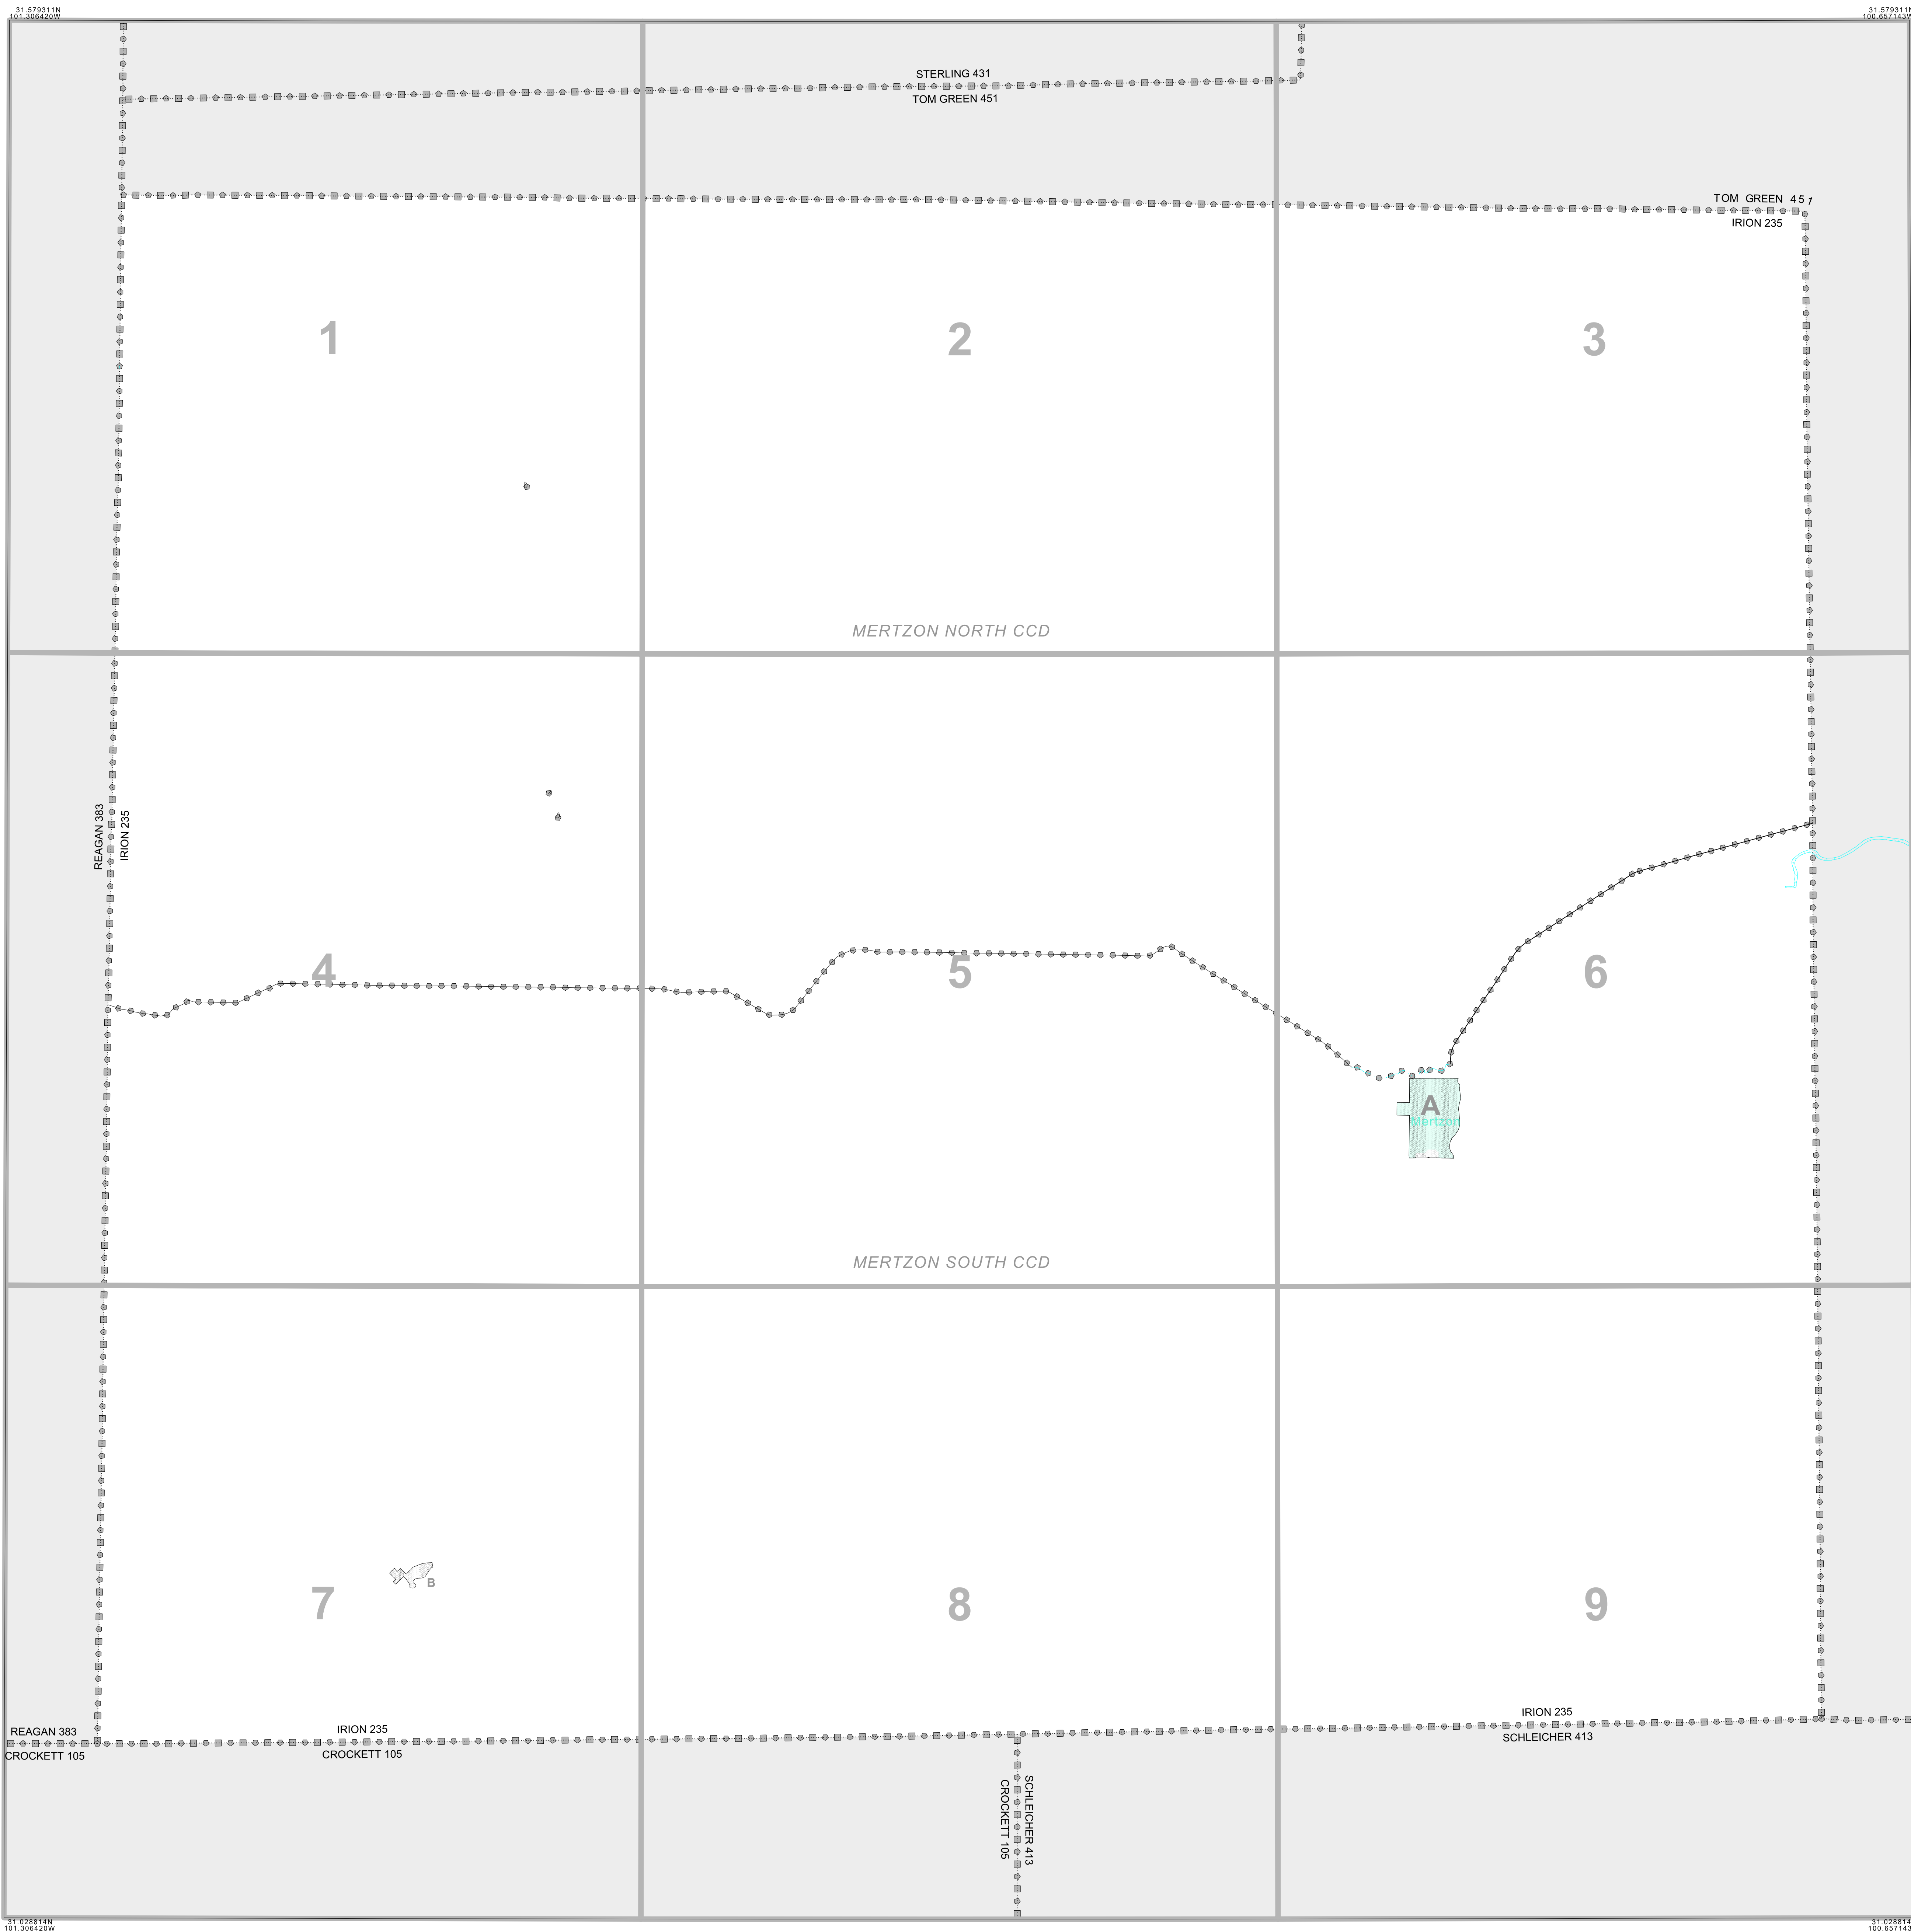 31.579311N
101.306420W
31.579311N
100.657143W
STERLING 431
TOM GREEN 451
TOM GREEN 451
IRION 235
1
2
3
MERTZON NORTH CCD
REAGAN 383
IRION 235
4
5
6
A
Mertzon
MERTZON SOUTH CCD
7
B
8
9
REAGAN 383
CROCKETT 105
IRION 235
CROCKETT 105
IRION 235
SCHLEICHER 413
CROCKETT 105
SCHLEICHER 413
31.028814N
101.306420W
31.028814
100.657143